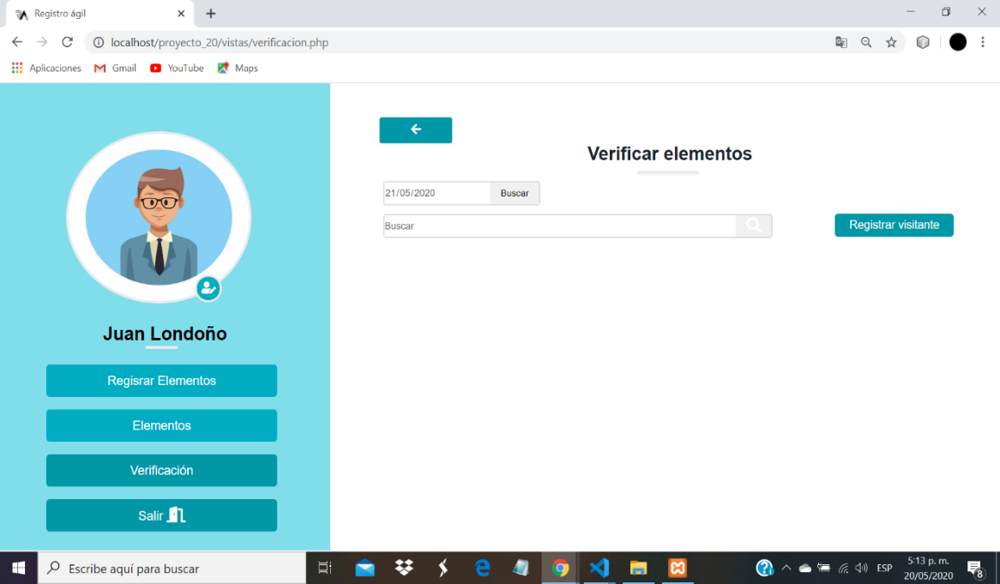 Registro ágil
localhost/proyecto_20/vistas/verificacion.php
Aplicaciones Gmail YouTube Maps
Verificar elementos
21/05/2020 Buscar
Buscar
Registrar visitante
Juan Londoño
Regisrar Elementos
Elementos
Verificación
Salir
Escribe aquí para buscar
ESP
5:13 p. m.
20/05/2020
8